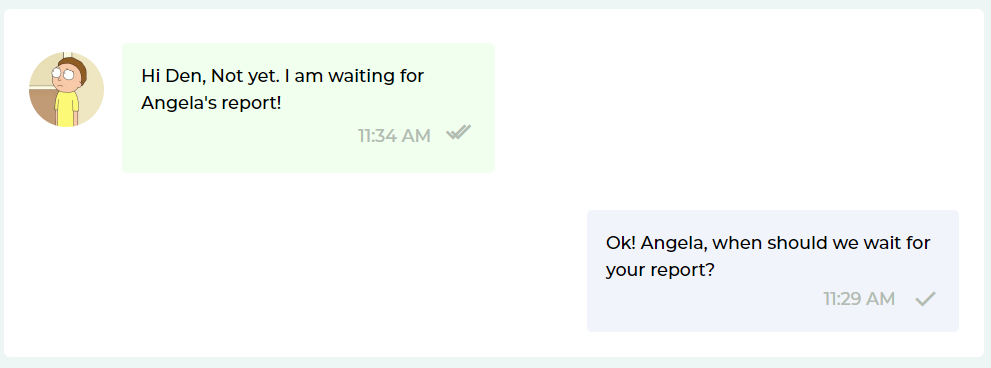 Hi Den, Not yet. I am waiting for
Angela's report!
11:34 AM
Ok! Angela, when should we wait for
your report?
11:29 AM